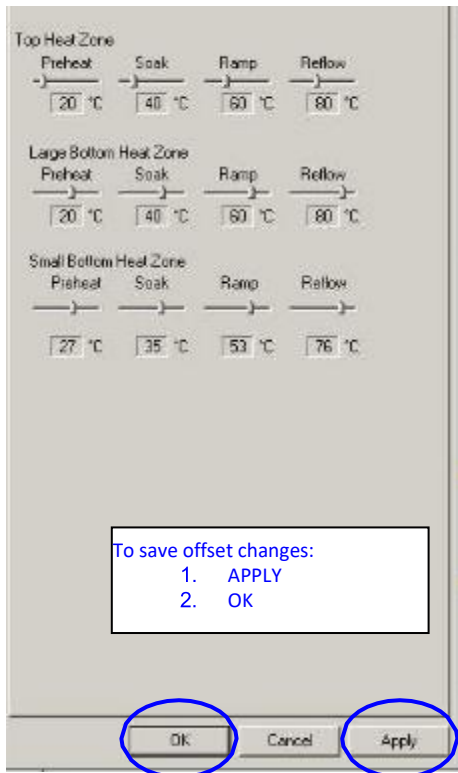 Top Heat Zone
Preheat Soak Ramp Reflow
20 °C 40 °C 60 °C 80 °C
Large Bottom Heat Zone
Preheat Soak Ramp Reflow
20 °C 40 °C 60 °C 80 °C
Small Bottom Heat Zone
Preheat Soak Ramp Reflow
27 °C 35 °C 53 °C 76 °C
To save offset changes:
1. APPLY
2. OK
OK Cancel Apply